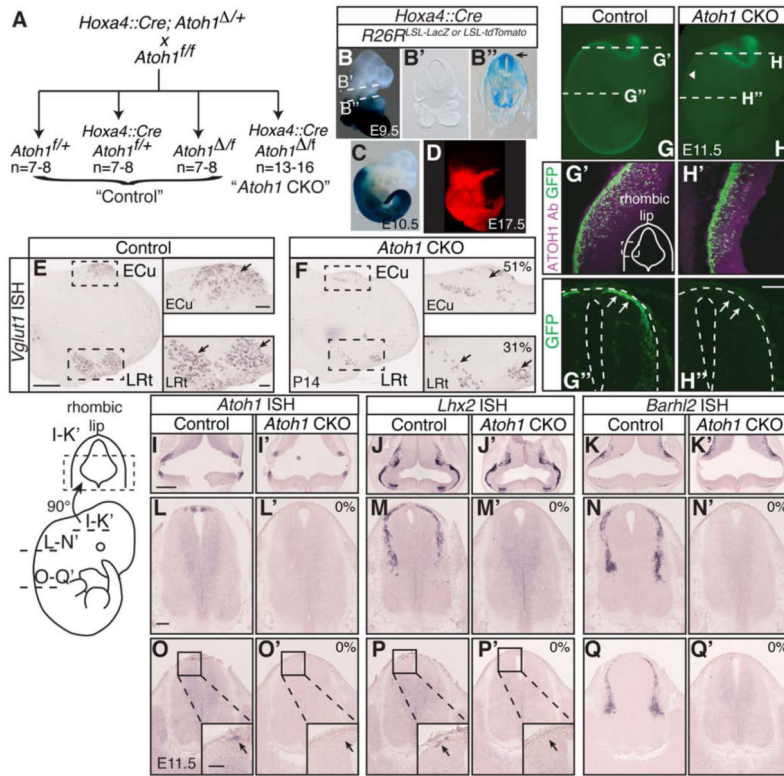 A
Hoxa4::Cre; Atoh1Δ/+
x
Atoh1f/f
Atoh1f/+
n=7-8
Hoxa4::Cre
Atoh1f/+
n=7-8
Atoh1Δ/f
n=7-8
Hoxa4::Cre
Atoh1Δ/f
n=13-16
"Control"
"Atoh1 CKO"
Hoxa4::Cre
R26RLSL-LacZ or LSL-tdTomato
B
B'
B''
B'
B''
E9.5
C
E10.5
D
E17.5
Control
Atoh1 CKO
G'
G''
G
H
H''
E11.5
H
G'
H'
ATOH1 Ab GFP
rhombic
lip
GFP
G''
H''
Control
Atoh1 CKO
Vglut1 ISH
E
ECu
LRt
ECu
LRt
F
ECu
LRt
P14
51%
ECu
31%
LRt
rhombic
lip
I-K'
90°
I-K'
L-N'
O-Q'
Atoh1 ISH
Lhx2 ISH
Barhl2 ISH
Control
Atoh1 CKO
Control
Atoh1 CKO
Control
Atoh1 CKO
I
I'
J
J'
K
K'
L
L'
0%
M
M'
0%
N
N'
0%
O
E11.5
O'
0%
P
P'
0%
Q
Q'
0%